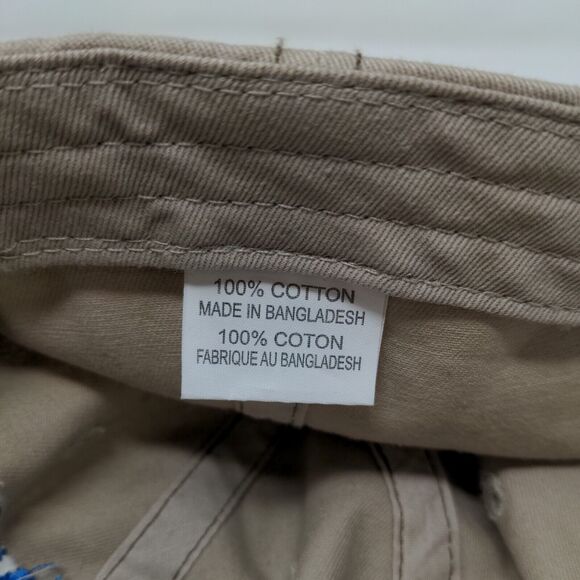 100% COTTON
MADE IN BANGLADESH
100% COTON
FABRIQUE AU BANGLADESH